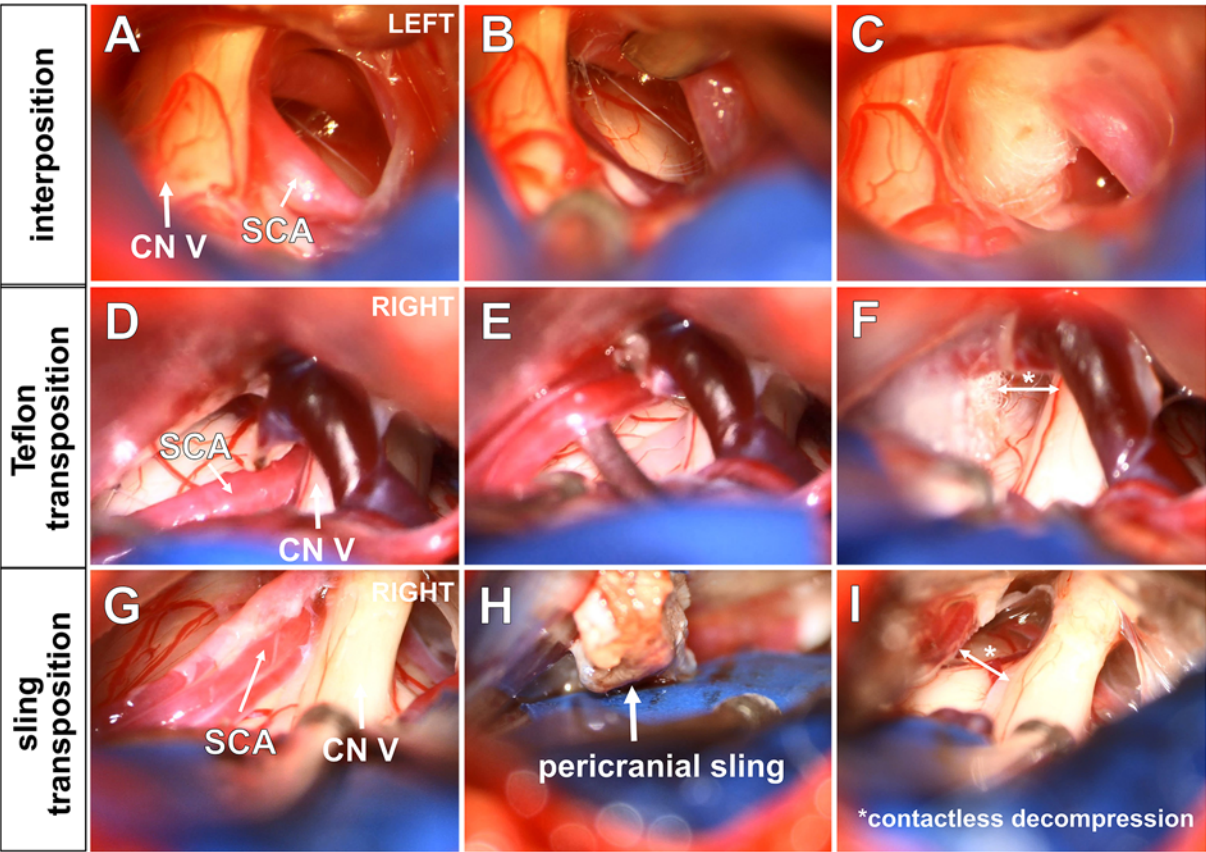 interposition
A
LEFT
CN V
SCA
B
C
Teflon
transposition
D
RIGHT
SCA
CN V
E
F
*
sling
transposition
G
RIGHT
SCA
CN V
H
pericranial sling
I
*
*contactless decompression